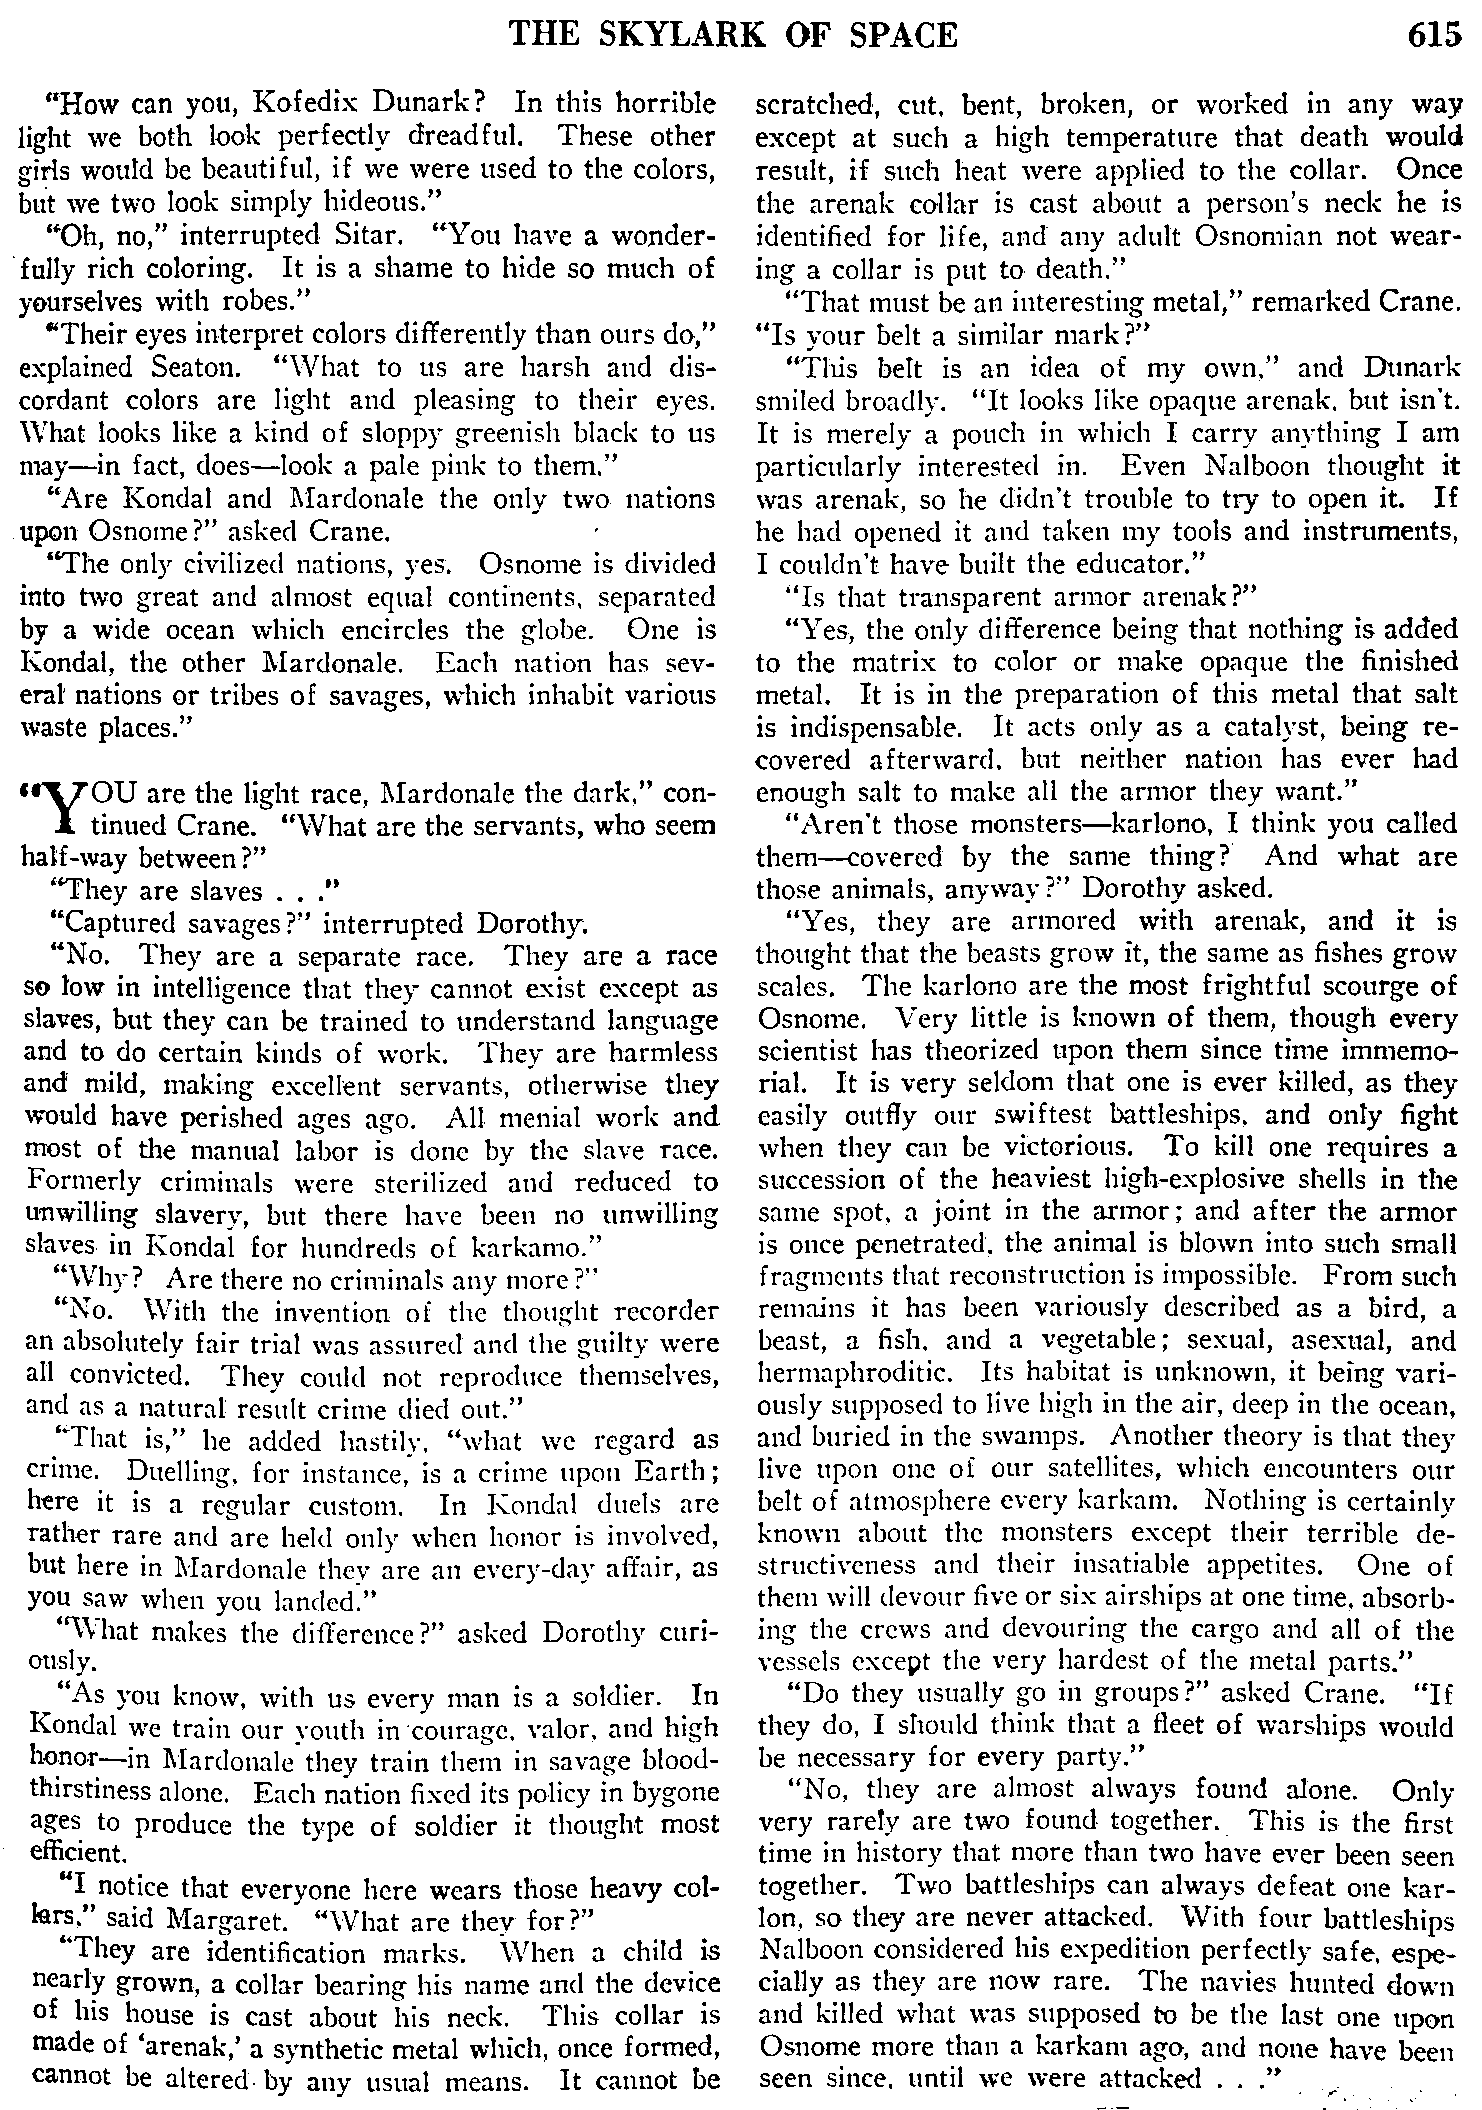 THE SKYLARK OF SPACE 615
“How can you, Kofedix Dunark? In this horrible
light we both look perfectly dreadful. These other
girls would be beautiful, if we were used to the colors,
but we two look simply hideous.”
“Oh, no,” interrupted Sitar. “You have a wonder-
fully rich coloring. It is a shame to hide so much of
yourselves with robes.”
“Their eyes interpret colors differently than ours do,”
explained Seaton. “What to us are harsh and dis-
cordant colors are light and pleasing to their eyes.
What looks like a kind of sloppy greenish black to us
may—in fact, does—look a pale pink to them.”
“Are Kondal and Mardonale the only two nations
upon Osnome?” asked Crane.
“The only civilized nations, yes. Osnome is divided
into two great and almost equal continents, separated
by a wide ocean which encircles the globe. One is
Kondal, the other Mardonale. Each nation has sev-
eral nations or tribes of savages, which inhabit various
waste places.”
“YOU are the light race, Mardonale the dark,” con-
tinued Crane. “What are the servants, who seem
half-way between?”
“They are slaves . . .”
“Captured savages?” interrupted Dorothy.
“No. They are a separate race. They are a race
so low in intelligence that they cannot exist except as
slaves, but they can be trained to understand language
and to do certain kinds of work. They are harmless
and mild, making excellent servants, otherwise they
would have perished ages ago. All menial work and
most of the manual labor is done by the slave race.
Formerly criminals were sterilized and reduced to
unwilling slavery, but there have been no unwilling
slaves in Kondal for hundreds of karkamo.”
“Why? Are there no criminals any more?”
“No. With the invention of the thought recorder
an absolutely fair trial was assured and the guilty were
all convicted. They could not reproduce themselves,
and as a natural result crime died out.”
“That is,” he added hastily, “what we regard as
crime. Duelling, for instance, is a crime upon Earth;
here it is a regular custom. In Kondal duels are
rather rare and are held only when honor is involved,
but here in Mardonale they are an every-day affair, as
you saw when you landed.”
“What makes the difference?” asked Dorothy curi-
ously.
“As you know, with us every man is a soldier. In
Kondal we train our youth in courage, valor, and high
honor—in Mardonale they train them in savage blood-
thirstiness alone. Each nation fixed its policy in bygone
ages to produce the type of soldier it thought most
efficient.
“I notice that everyone here wears those heavy col-
lars,” said Margaret. “What are they for?”
“They are identification marks. When a child is
nearly grown, a collar bearing his name and the device
of his house is cast about his neck. This collar is
made of ‘arenak,’ a synthetic metal which, once formed,
cannot be altered by any usual means. It cannot be
scratched, cut, bent, broken, or worked in any way
except at such a high temperature that death would
result, if such heat were applied to the collar. Once
the arenak collar is cast about a person’s neck he is
identified for life, and any adult Osnomian not wear-
ing a collar is put to death.”
“That must be an interesting metal,” remarked Crane.
“Is your belt a similar mark?”
“This belt is an idea of my own,” and Dunark
smiled broadly. “It looks like opaque arenak, but isn’t.
It is merely a pouch in which I carry anything I am
particularly interested in. Even Nalboon thought it
was arenak, so he didn’t trouble to try to open it. If
he had opened it and taken my tools and instruments,
I couldn’t have built the educator.”
“Is that transparent armor arenak?”
“Yes, the only difference being that nothing is added
to the matrix to color or make opaque the finished
metal. It is in the preparation of this metal that salt
is indispensable. It acts only as a catalyst, being re-
covered afterward, but neither nation has ever had
enough salt to make all the armor they want.”
“Aren’t those monsters—karlono, I think you called
them—covered by the same thing? And what are
those animals, anyway?” Dorothy asked.
“Yes, they are armored with arenak, and it is
thought that the beasts grow it, the same as fishes grow
scales. The karlono are the most frightful scourge of
Osnome. Very little is known of them, though every
scientist has theorized upon them since time immemo-
rial. It is very seldom that one is ever killed, as they
easily outfly our swiftest battleships, and only fight
when they can be victorious. To kill one requires a
succession of the heaviest high-explosive shells in the
same spot, a joint in the armor; and after the armor
is once penetrated, the animal is blown into such small
fragments that reconstruction is impossible. From such
remains it has been variously described as a bird, a
beast, a fish, and a vegetable; sexual, asexual, and
hermaphroditic. Its habitat is unknown, it being vari-
ously supposed to live high in the air, deep in the ocean,
and buried in the swamps. Another theory is that they
live upon one of our satellites, which encounters our
belt of atmosphere every karkam. Nothing is certainly
known about the monsters except their terrible de-
structiveness and their insatiable appetites. One of
them will devour five or six airships at one time, absorb-
ing the crews and devouring the cargo and all of the
vessels except the very hardest of the metal parts.”
“Do they usually go in groups?” asked Crane. “If
they do, I should think that a fleet of warships would
be necessary for every party.”
“No, they are almost always found alone. Only
very rarely are two found together. This is the first
time in history that more than two have ever been seen
together. Two battleships can always defeat one kar-
lon, so they are never attacked. With four battleships
Nalboon considered his expedition perfectly safe, espe-
cially as they are now rare. The navies hunted down
and killed what was supposed to be the last one upon
Osnome more than a karkam ago, and none have been
seen since, until we were attacked . . .”